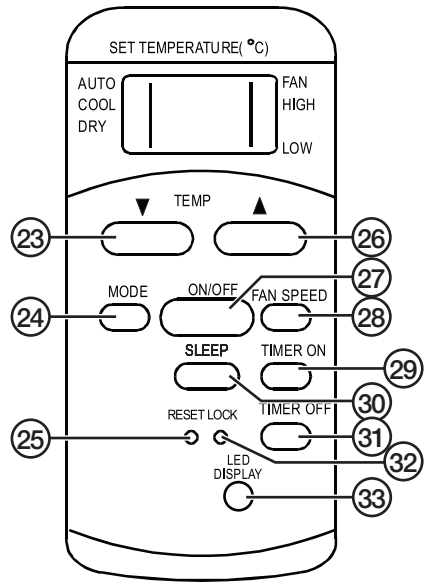 SET TEMPERATURE(°C)
AUTO
COOL
DRY
FAN
HIGH
LOW
▼ TEMP ▲
23
26
27
MODE
ON/OFF
FAN SPEED
24
28
SLEEP
TIMER ON
29
30
RESET LOCK
TIMER OFF
25
31
32
LED
DISPLAY
33